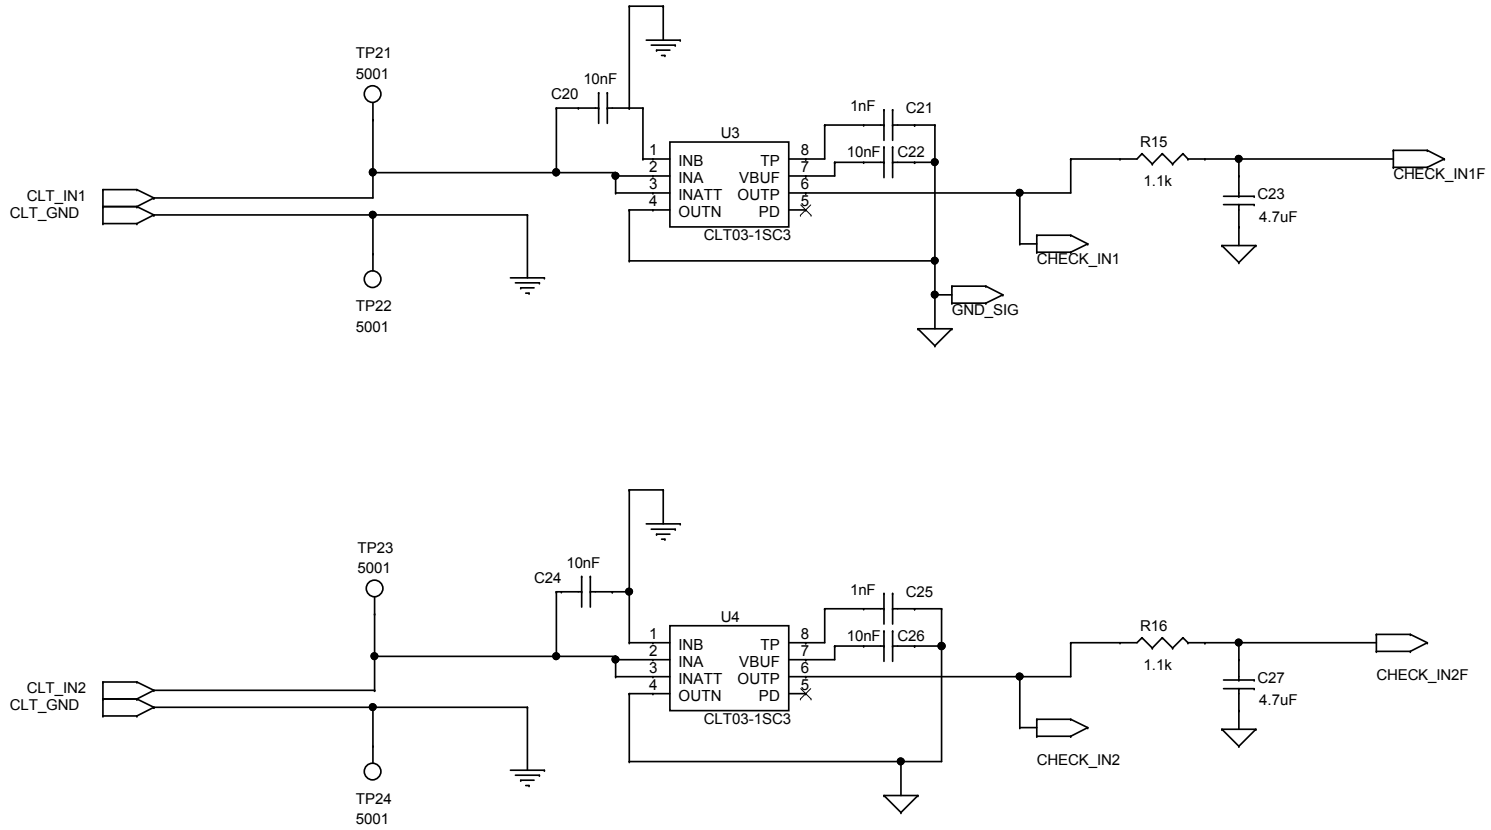 TP21
5001
10nF
C20
1nF
C21
U3
10nF
C22
R15
1.1k
1
2
3
4
INB
INA
INATT
OUTN
TP
VBUF
OUTP
PD
8
7
6
5
CLT03-1SC3
CHECK_IN1F
CLT_IN1
CLT_GND
C23
4.7uF
CHECK_IN1
TP22
5001
GND_SIG
TP23
5001
10nF
C24
1nF
C25
U4
10nF
C26
R16
1.1k
1
2
3
4
INB
INA
INATT
OUTN
TP
VBUF
OUTP
PD
8
7
6
5
CLT03-1SC3
CHECK_IN2F
CLT_IN2
CLT_GND
C27
4.7uF
CHECK_IN2
TP24
5001